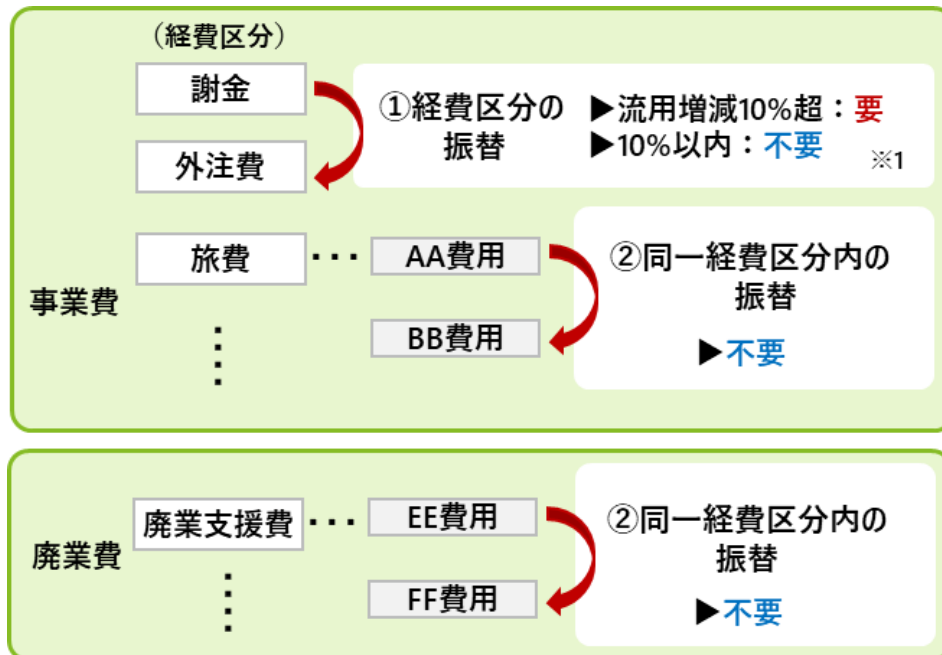 （経費区分）
謝金
①経費区分の
振替
▶流用増減10%超：要
▶10%以内：不要
※1
外注費
事業費
旅費
・・・
AA費用
②同一経費区分内の
振替
BB費用
▶不要
廃業費
廃業支援費
・・・
EE費用
②同一経費区分内の
振替
FF費用
▶不要